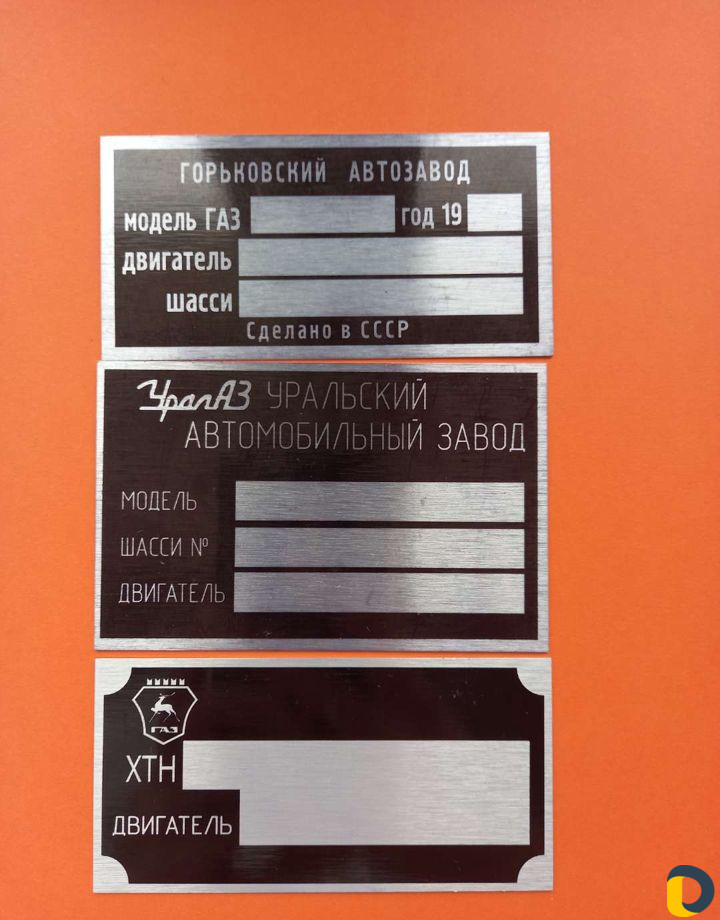 ГОРЬКОВСКИЙ АВТОЗАВОД
модель ГАЗ год 19
двигатель
шасси
Сделано в СССР
УралАЗ УРАЛЬСКИЙ
АВТОМОБИЛЬНЫЙ ЗАВОД
МОДЕЛЬ
ШАССИ №
ДВИГАТЕЛЬ
ГАЗ
ХТН
ДВИГАТЕЛЬ